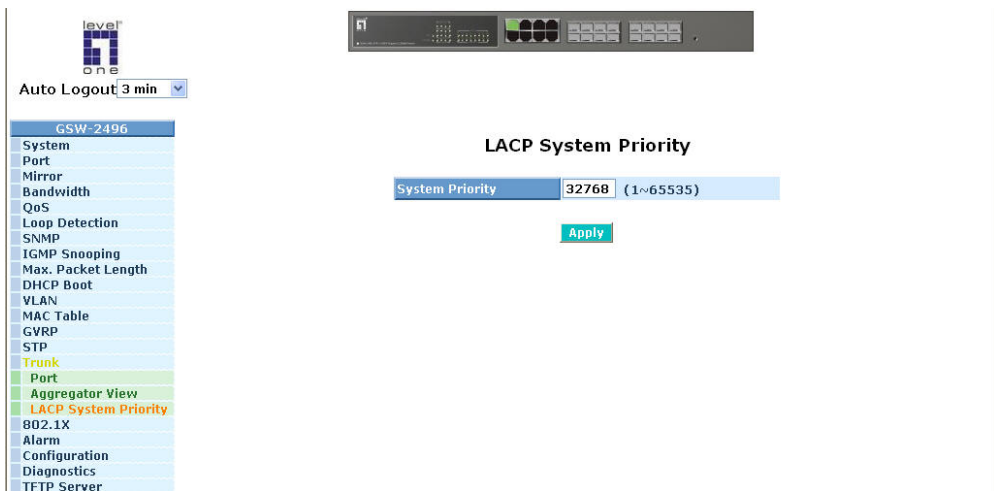 level
one
Auto Logout 3 min
GSW-2496
System
Port
Mirror
Bandwidth
QoS
Loop Detection
SNMP
IGMP Snooping
Max. Packet Length
DHCP Boot
VLAN
MAC Table
GVRP
STP
Trunk
Port
Aggregator View
LACP System Priority
802.1X
Alarm
Configuration
Diagnostics
TFTP Server
LACP System Priority
System Priority 32768 (1~65535)
Apply